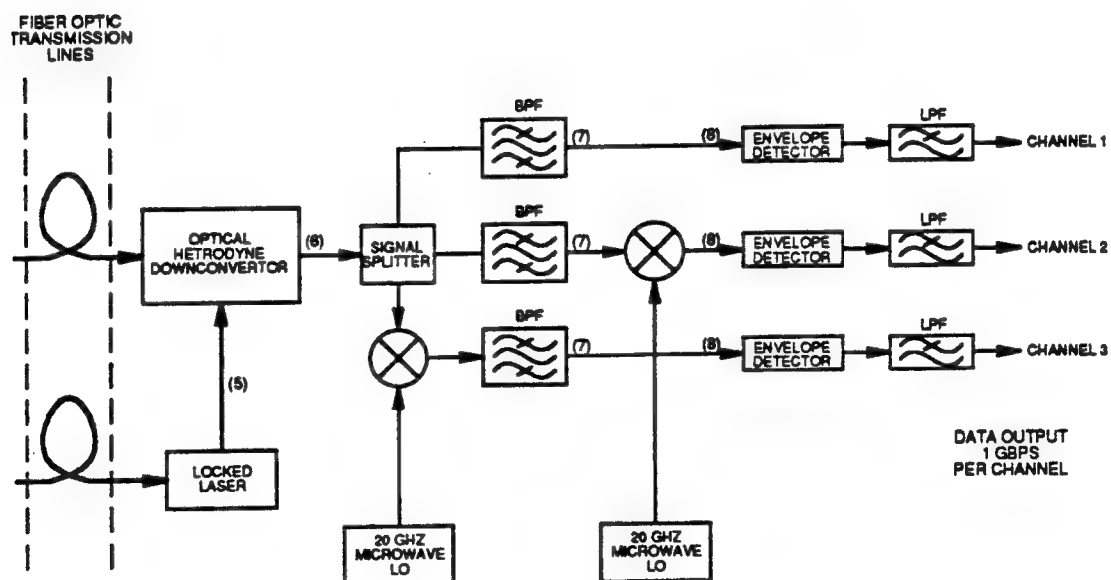 FIBER OPTIC
TRANSMISSION
LINES
BPF
(7)
(8)
ENVELOPE
DETECTOR
LPF
CHANNEL 1
OPTICAL
HETRODYNE
DOWNCONVERTOR
(6)
SIGNAL
SPLITTER
BPF
(7)
(8)
ENVELOPE
DETECTOR
LPF
CHANNEL 2
BPF
(7)
(8)
ENVELOPE
DETECTOR
LPF
CHANNEL 3
(5)
LOCKED
LASER
DATA OUTPUT
1 GBPS
PER CHANNEL
20 GHZ
MICROWAVE
LO
20 GHZ
MICROWAVE
LO